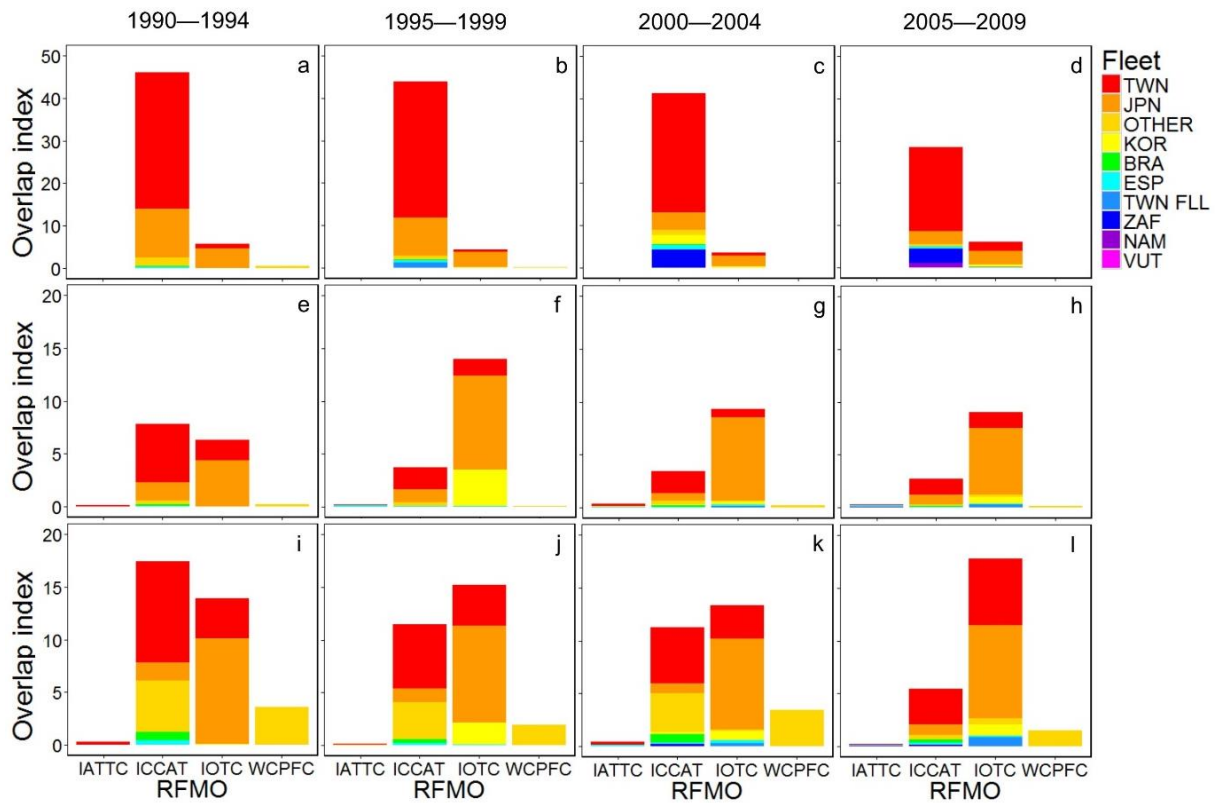 1990—1994 1995—1999 2000—2004 2005—2009
Overlap index
50
40
30
20
10
0
a
b
c
d
Fleet
TWN
JPN
OTHER
KOR
BRA
ESP
TWN FLL
ZAF
NAM
VUT
Overlap index
20
15
10
5
0
e
f
g
h
Overlap index
20
15
10
5
0
i
j
k
l
IATTC ICCAT IOTC WCPFC IATTC ICCAT IOTC WCPFC IATTC ICCAT IOTC WCPFC IATTC ICCAT IOTC WCPFC
RFMO RFMO RFMO RFMO